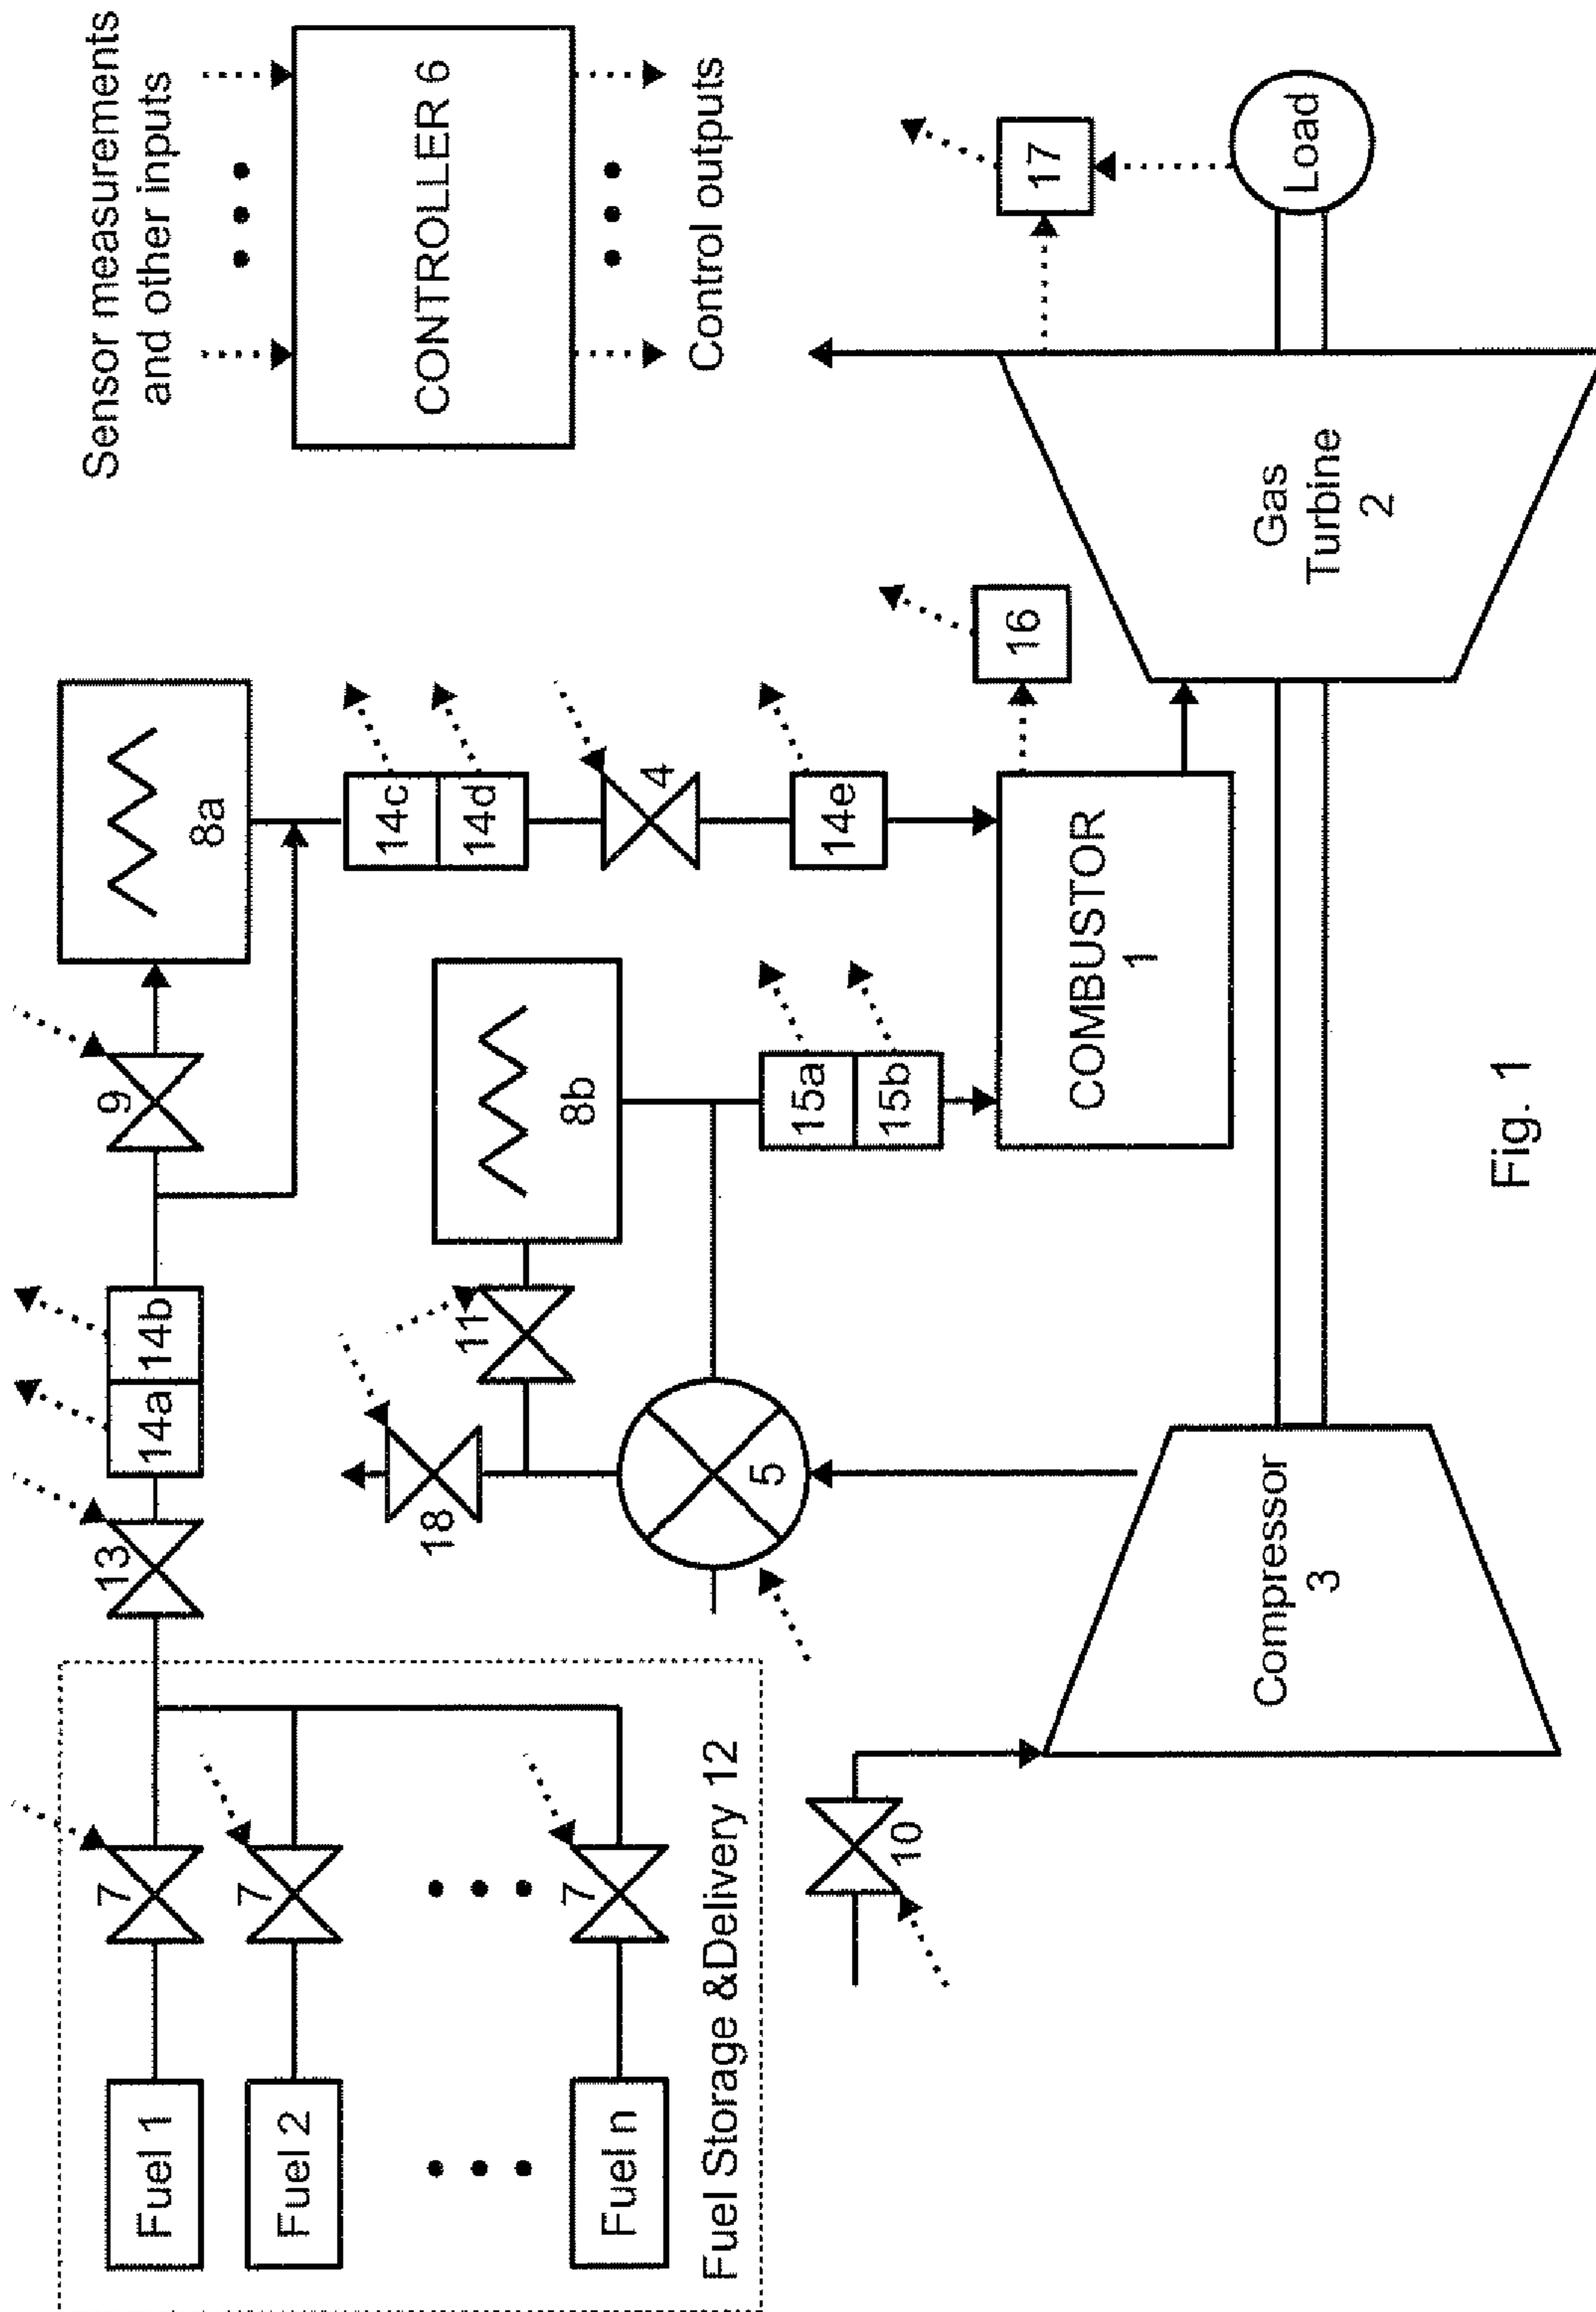 Sensor measurements
and other inputs
CONTROLLER 6
Control outputs
Fuel 1
7
13
14a
14b
9
8a
Fuel 2
7
Fuel n
7
Fuel Storage &Delivery 12
18
11
8b
5
14c
14d
4
14e
15a
15b
10
COMBUSTOR
1
16
17
Compressor
3
Gas
Turbine
2
Load
Fig. 1